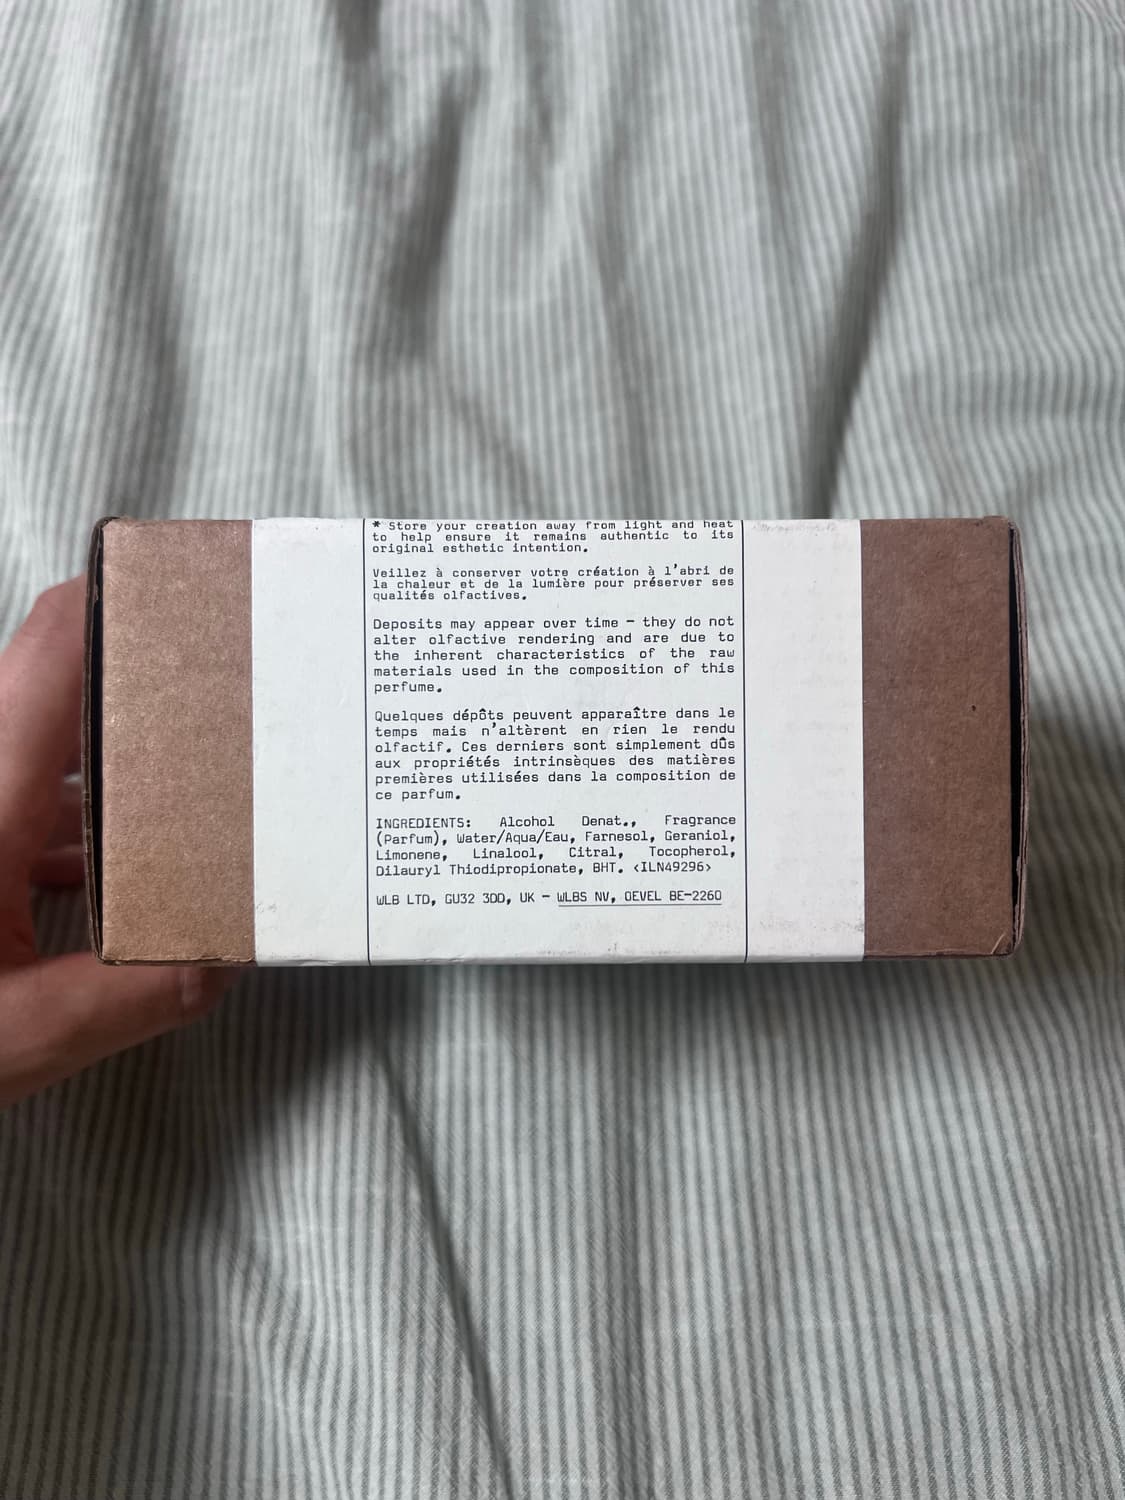 * Store your creation away from light and heat
to help ensure it remains authentic to its
original esthetic intention.
Veillez à conserver votre création à l'abri de
la chaleur et de la lumière pour préserver ses
qualités olfactives.
Deposits may appear over time – they do not
alter olfactive rendering and are due to
the inherent characteristics of the raw
materials used in the composition of this
perfume.
Quelques dépôts peuvent apparaître dans le
temps mais n'altèrent en rien le rendu
olfactif. Ces derniers sont simplement dûs
aux propriétés intrinsèques des matières
premières utilisées dans la composition de
ce parfum.
INGREDIENTS: Alcohol Denat., Fragrance
(Parfum), Water/Aqua/Eau, Farnesol, Geraniol,
Limonene, Linalool, Citral, Tocopherol,
Dilauryl Thiodipropionate, BHT. <ILN49296>
WLB LTD, GU32 3DD, UK – WLBS NV, OEVEL BE-2260